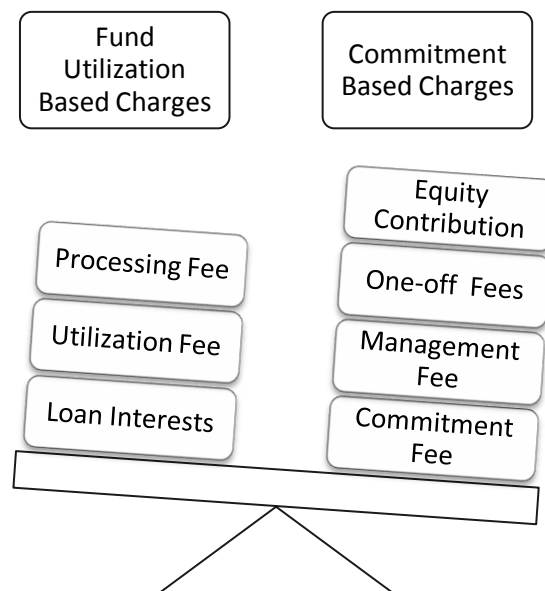 Fund
Utilization
Based Charges
Commitment
Based Charges
Processing Fee
Utilization Fee
Loan Interests
Equity
Contribution
One-off Fees
Management
Fee
Commitment
Fee